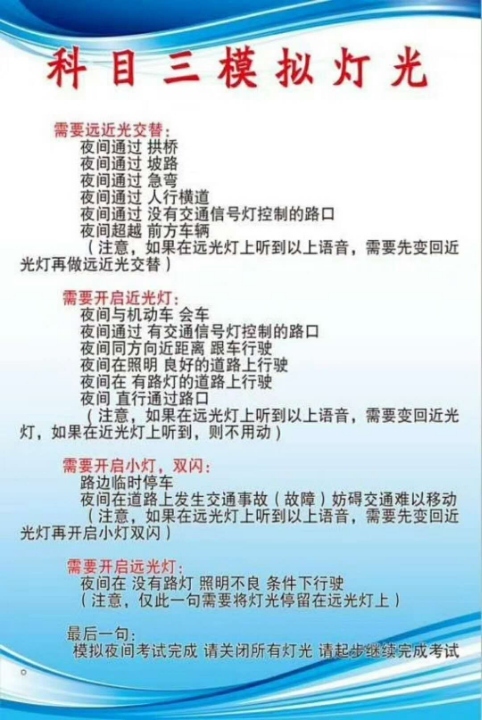 科目三模拟灯光
需要远近光交替：
夜间通过 拱桥
夜间通过 坡路
夜间通过 急弯
夜间通过 人行横道
夜间通过 没有交通信号灯控制的路口
夜间超越 前方车辆
（注意，如果在远光灯上听到以上语音，需要先变回近
光灯再做远近光交替）
需要开启近光灯：
夜间与机动车 会车
夜间通过 有交通信号灯控制的路口
夜间同方向近距离 跟车行驶
夜间在照明 良好的道路上行驶
夜间在 有路灯的道路上行驶
夜间 直行通过路口
（注意，如果在远光灯上听到以上语音，需要变回近光
灯，如果在近光灯上听到，则不用动）
需要开启小灯，双闪：
路边临时停车
夜间在道路上发生交通事故（故障）妨碍交通难以移动
（注意，如果在远光灯上听到以上语音，需要先变回近
光灯再开启小灯双闪）
需要开启远光灯：
夜间在 没有路灯 照明不良 条件下行驶
（注意，仅此一句需要将灯光停留在远光灯上）
最后一句：
模拟夜间考试完成 请关闭所有灯光 请起步继续完成考试
。